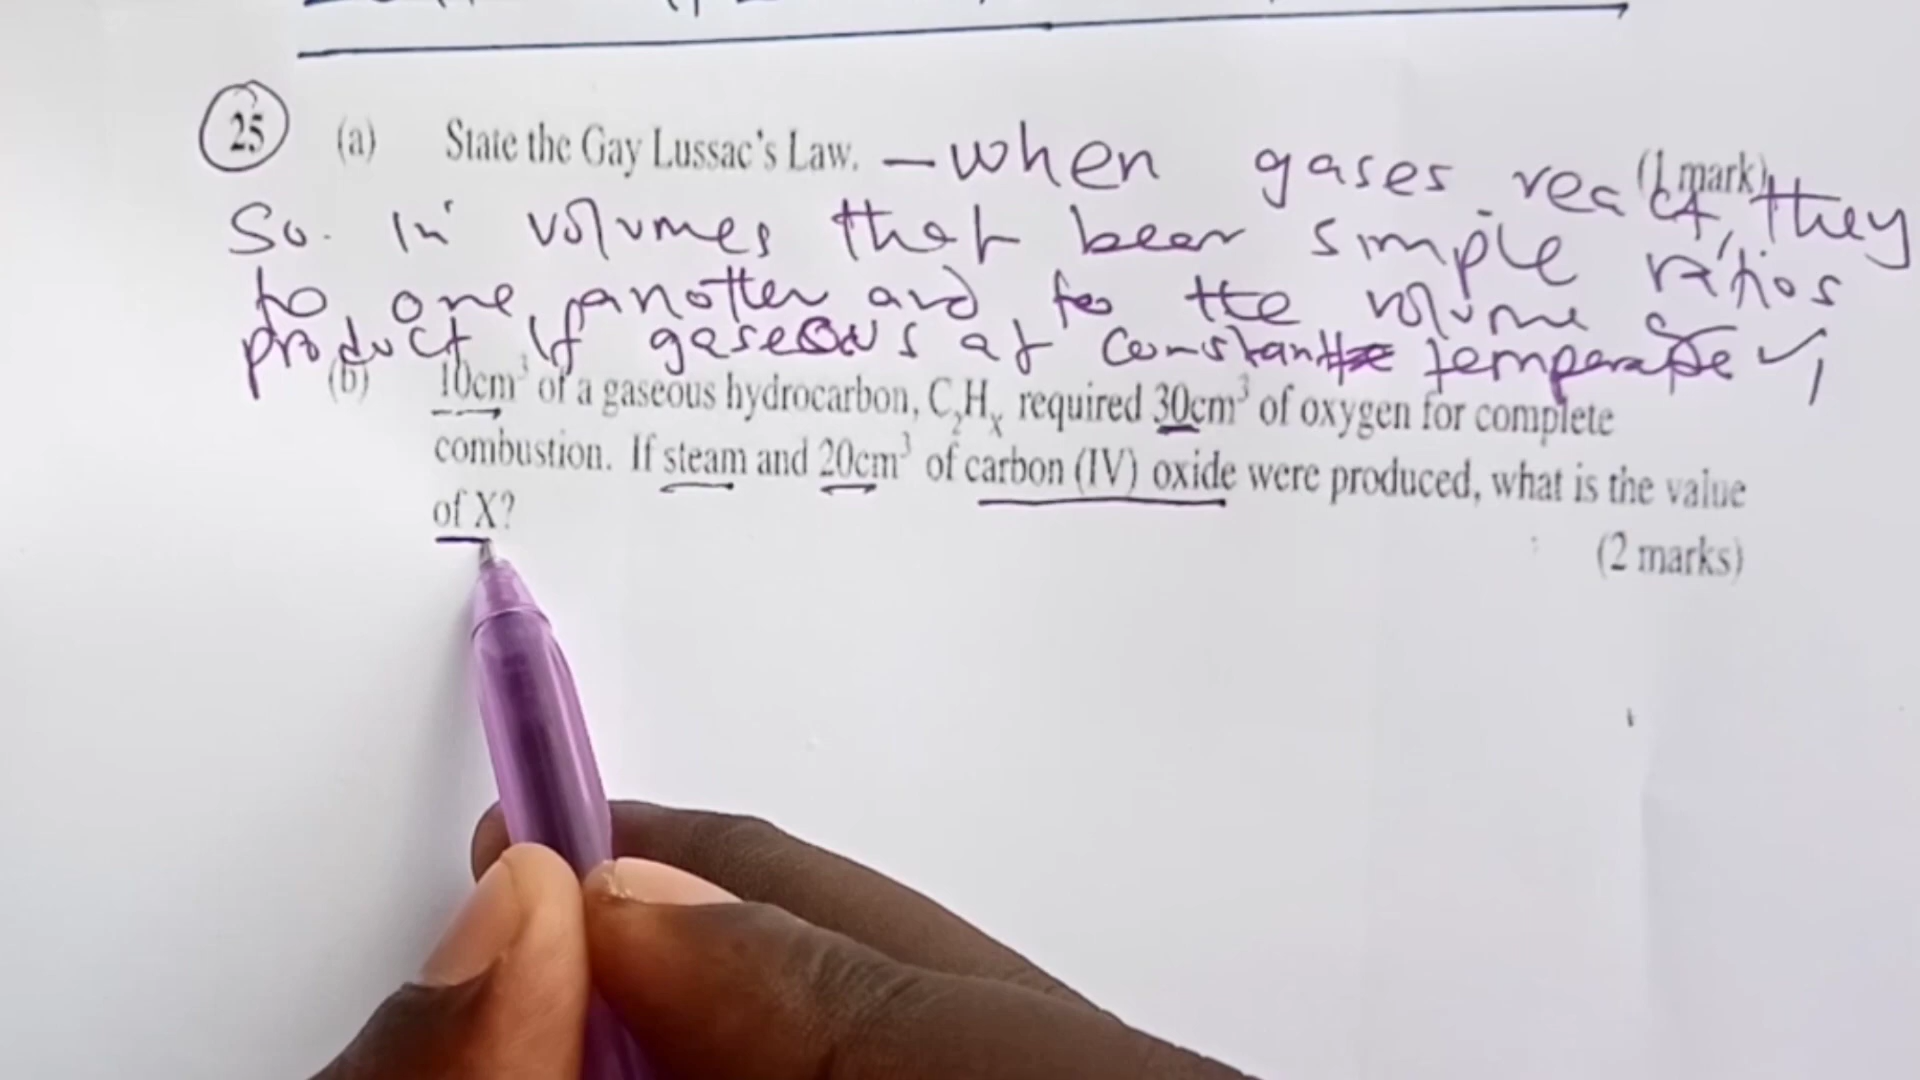 25 (a) State the Gay Lussac's Law. – when gases react, they (1 mark)
so in volumes that bear simple ratios
to one another and to the volume of
product if gaseous at constant temperature
(b) 10cm³ of a gaseous hydrocarbon, C₂Hₓ required 30cm³ of oxygen for complete
combustion. If steam and 20cm³ of carbon (IV) oxide were produced, what is the value
of X?
(2 marks)